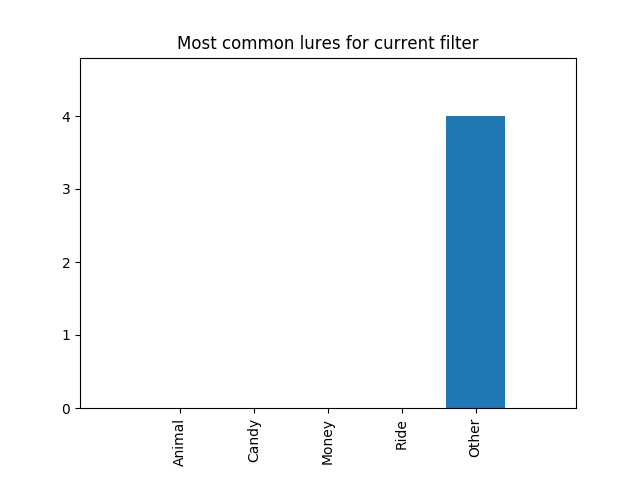 Most common lures for current filter
4
3
2
1
0
Animal
Candy
Money
Ride
Other